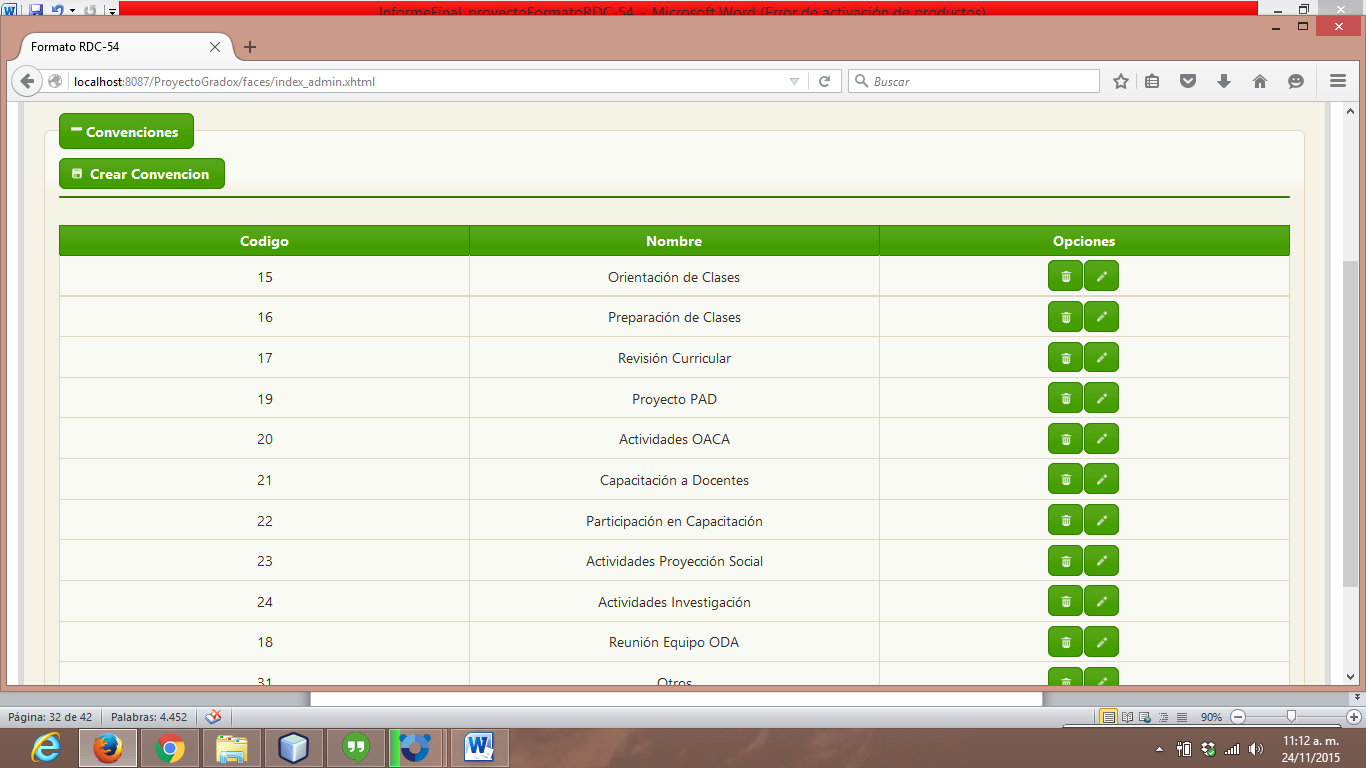 InformeFinal_proyectoFormatoRDC-54 - Microsoft Word (Error de activación de productos)
Formato RDC-54
localhost:8087/ProyectoGradox/faces/index_admin.xhtml
Buscar
Convenciones
Crear Convencion
Codigo Nombre Opciones
15 Orientación de Clases
16 Preparación de Clases
17 Revisión Curricular
19 Proyecto PAD
20 Actividades OACA
21 Capacitación a Docentes
22 Participación en Capacitación
23 Actividades Proyección Social
24 Actividades Investigación
18 Reunión Equipo ODA
31 Otros
Página: 32 de 42 Palabras: 4.452 90%
11:12 a. m.
24/11/2015